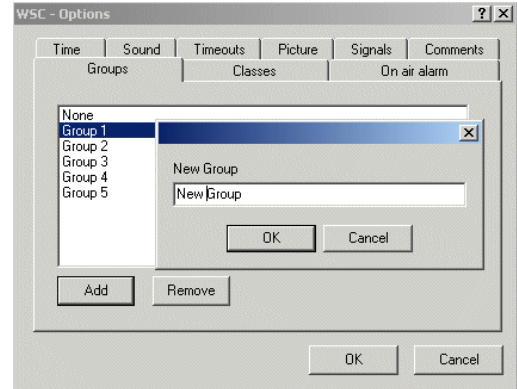 WSC - Options
Time Sound Timeouts Picture Signals Comments
Groups Classes On air alarm
None
Group 1
Group 2
Group 3
Group 4
Group 5
New Group
New Group
OK Cancel
Add Remove
OK Cancel